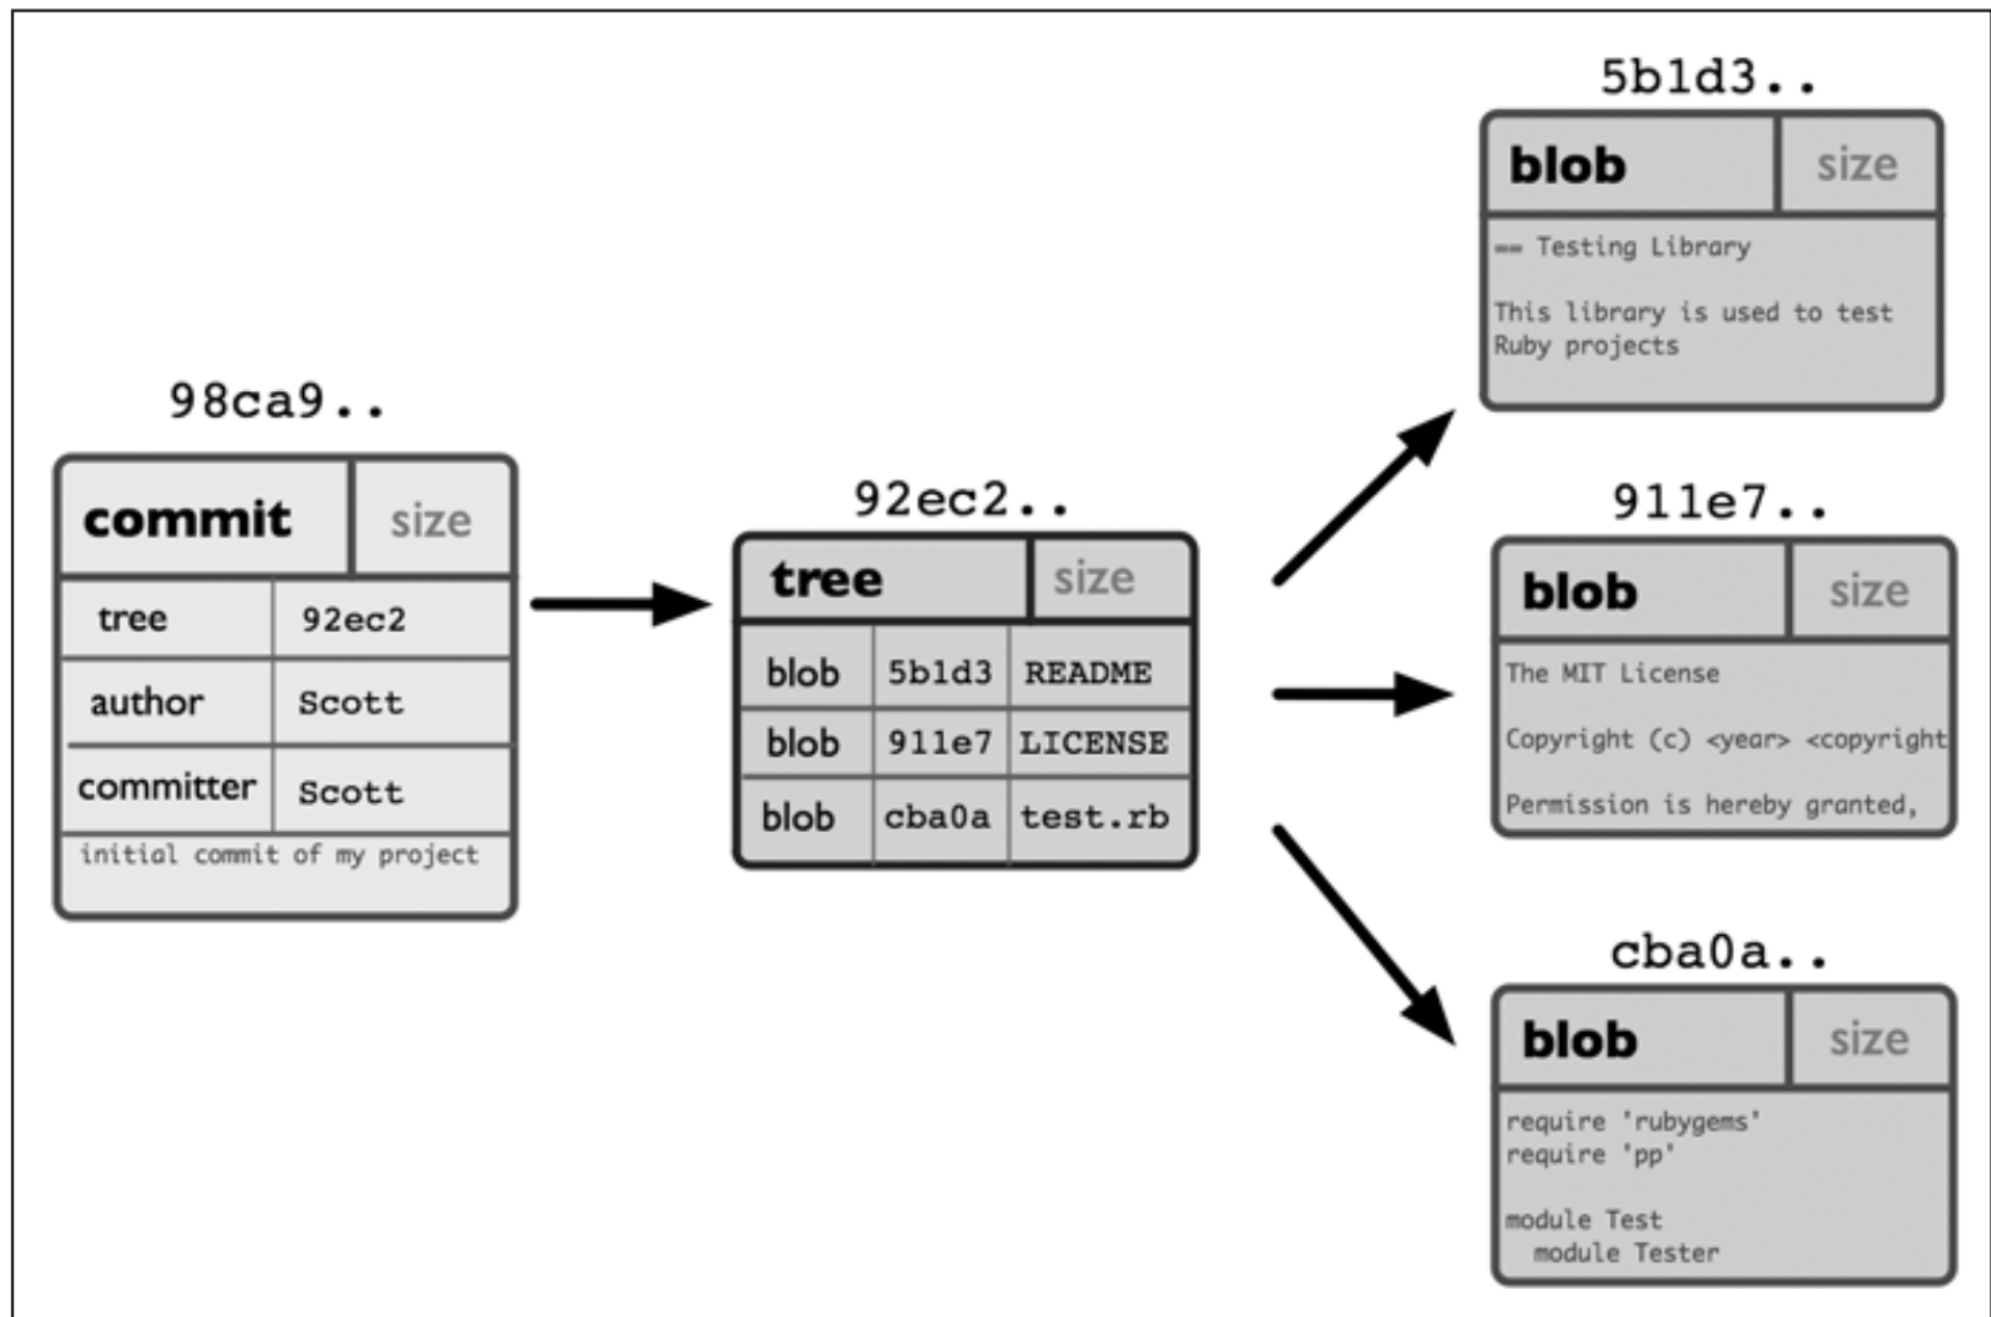 98ca9..
commit size
tree 92ec2
author Scott
committer Scott
initial commit of my project
92ec2..
tree size
blob 5b1d3 README
blob 911e7 LICENSE
blob cba0a test.rb
5b1d3..
blob size
== Testing Library
This library is used to test
Ruby projects
911e7..
blob size
The MIT License
Copyright (c) <year> <copyright
Permission is hereby granted,
cba0a..
blob size
require 'rubygems'
require 'pp'
module Test
module Tester